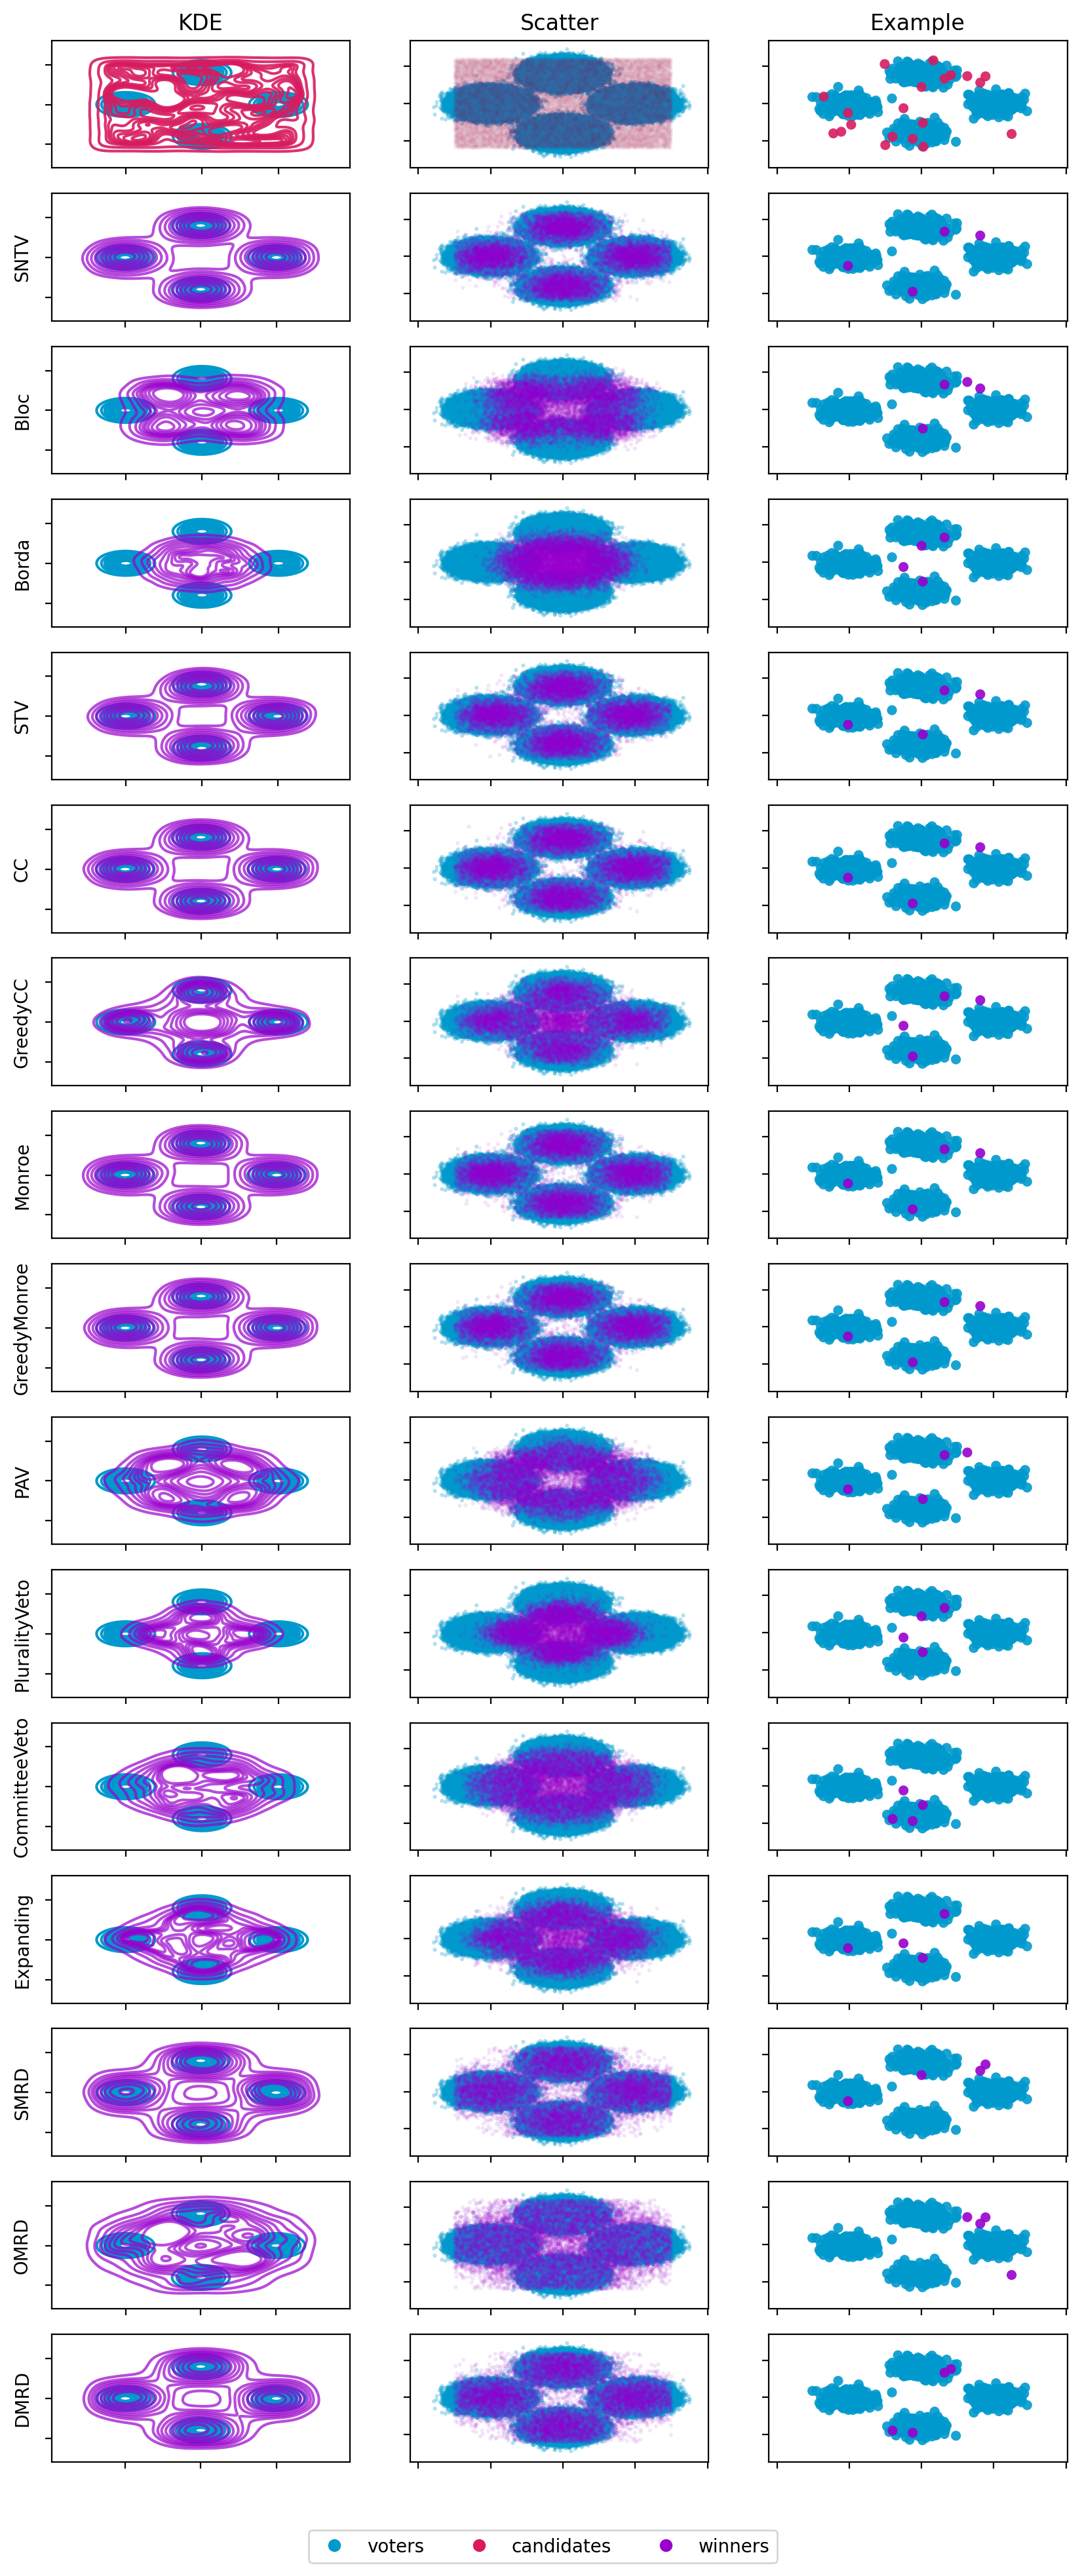 KDE Scatter Example
SNTV
Bloc
Borda
STV
CC
GreedyCC
Monroe
GreedyMonroe
PAV
PluralityVeto
CommitteeVeto
Expanding
SMRD
OMRD
DMRD
voters candidates winners